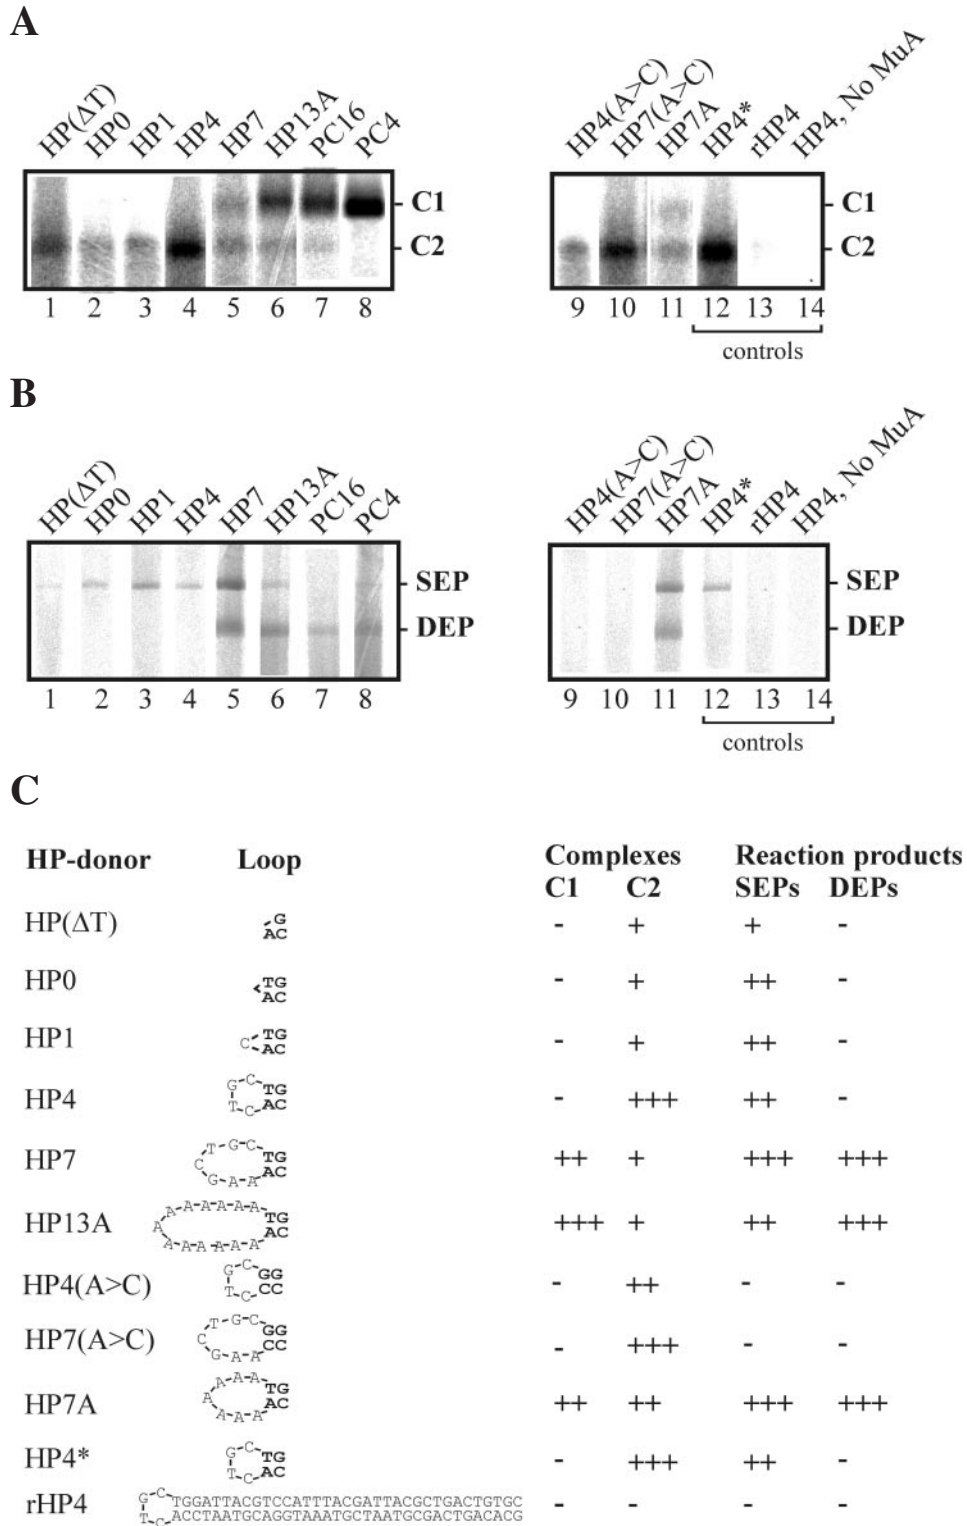 A
HP(ΔT) HP0 HP1 HP4 HP7 HP13A PC16 PC4
HP4(A>C) HP7(A>C) HP7A HP4* rHP4 HP4, No MuA
C1 C1
C2 C2
1 2 3 4 5 6 7 8 9 10 11 12 13 14
controls
B
HP(ΔT) HP0 HP1 HP4 HP7 HP13A PC16 PC4
HP4(A>C) HP7(A>C) HP7A HP4* rHP4 HP4, No MuA
SEP SEP
DEP DEP
1 2 3 4 5 6 7 8 9 10 11 12 13 14
controls
C
HP-donor Loop Complexes Reaction products
C1 C2 SEPs DEPs
HP(ΔT) G AC - + + -
HP0 TG AC - + ++ -
HP1 C TG AC - + ++ -
HP4 G C TG T C AC - +++ ++ -
HP7 T G C TG C G A A AC ++ + +++ +++
HP13A A A A A A A TG A A A A A A A AC +++ + ++ +++
HP4(A>C) G C GG T C CC - ++ - -
HP7(A>C) T G C GG C G A A CC - +++ - -
HP7A A A A TG A A A A AC ++ ++ +++ +++
HP4* G C TG T C AC - +++ ++ -
rHP4 G C TGGATTACGTCCATTTACGATTACGCTGACTGTGC - - - -
T C ACCTAATGCAGGTAAATGCTAATGCGACTGACACG